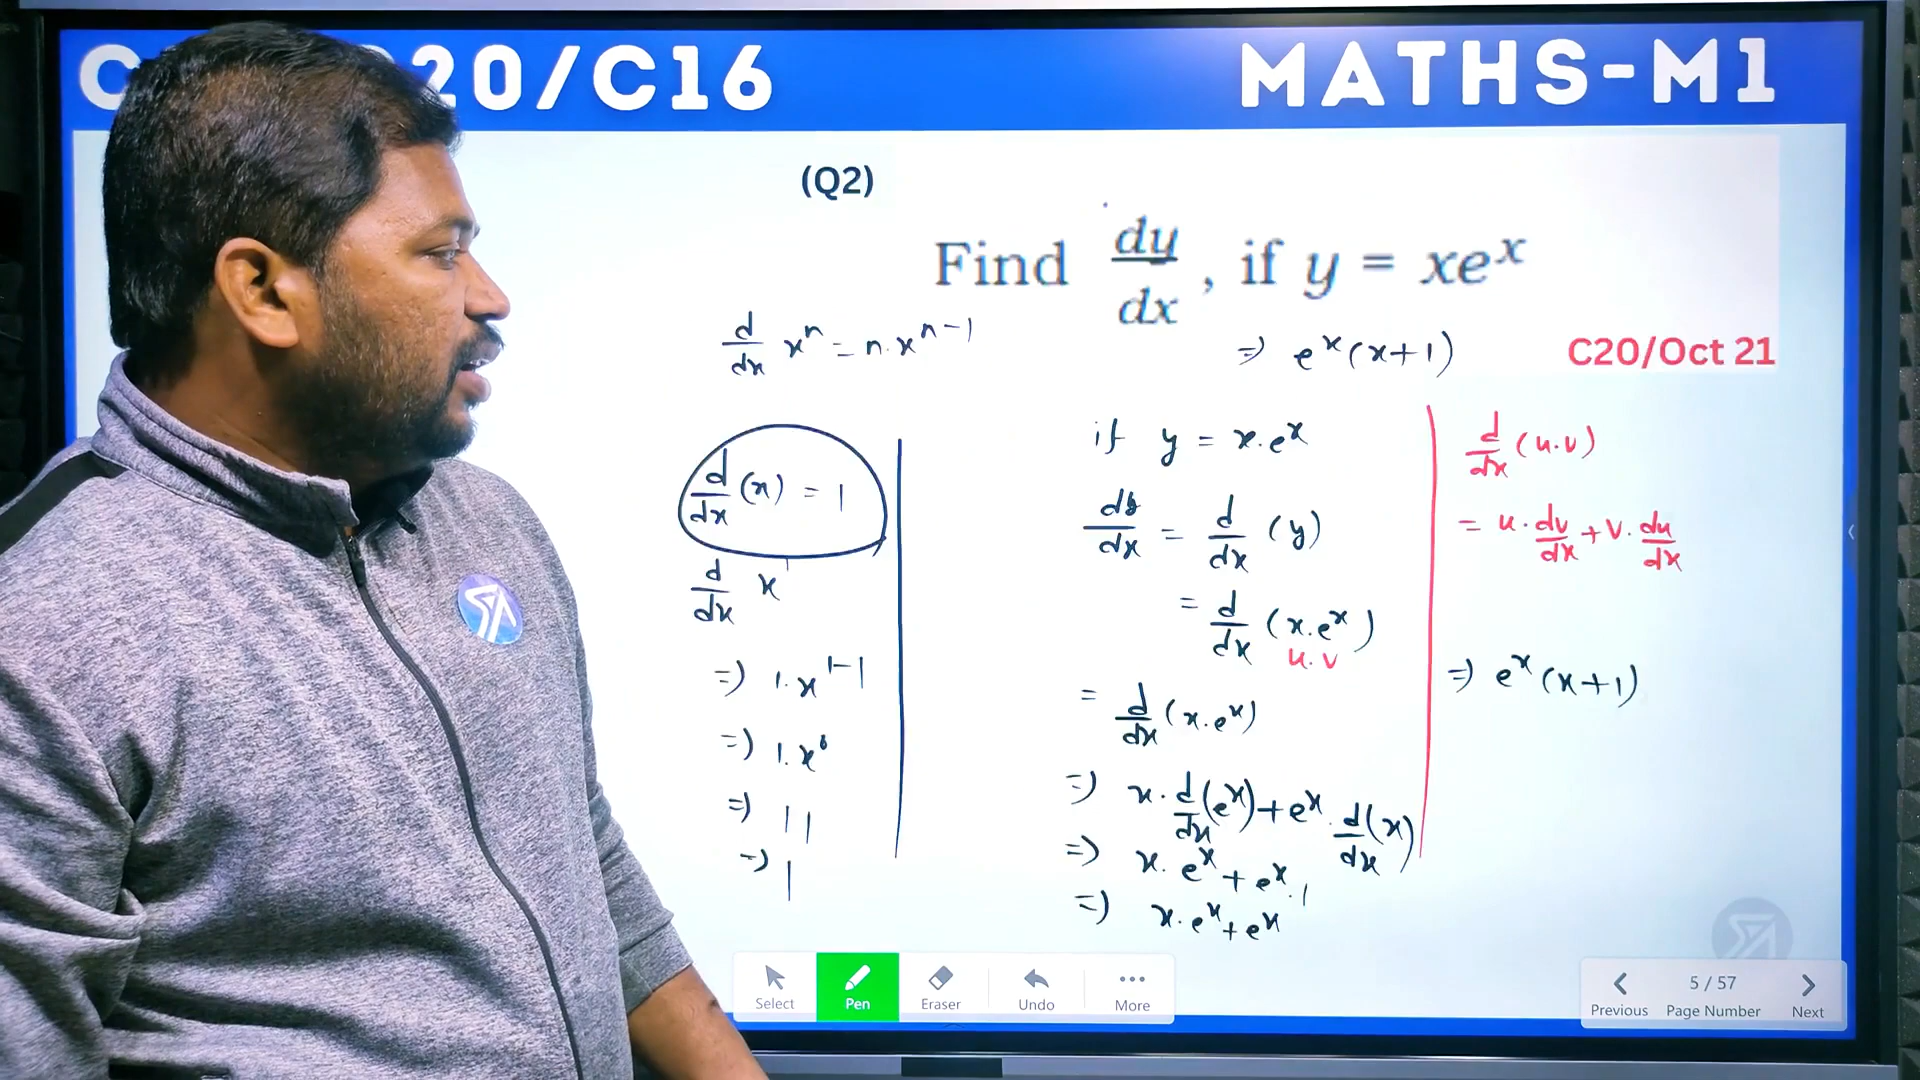 20/C16
MATHS-M1
(Q2)
Find dy/dx , if y = xe^x
d/dx x^n = n.x^(n-1)
=> e^x (x+1)
C20/Oct 21
d/dx (x) = 1
d/dx x^1
=> 1.x^(1-1)
=> 1.x^0
=> 1.1
=> 1
if y = x.e^x
dy/dx = d/dx (y)
= d/dx (x.e^x)
u.v
= d/dx (x.e^x)
=> x. d/dx (e^x) + e^x . d/dx (x)
=> x. e^x + e^x . 1
=> x. e^x + e^x
d/dx (u.v)
= u. dv/dx + v. du/dx
=> e^x (x+1)
SA
Select
Pen
Eraser
Undo
More
5 / 57
Previous
Page Number
Next